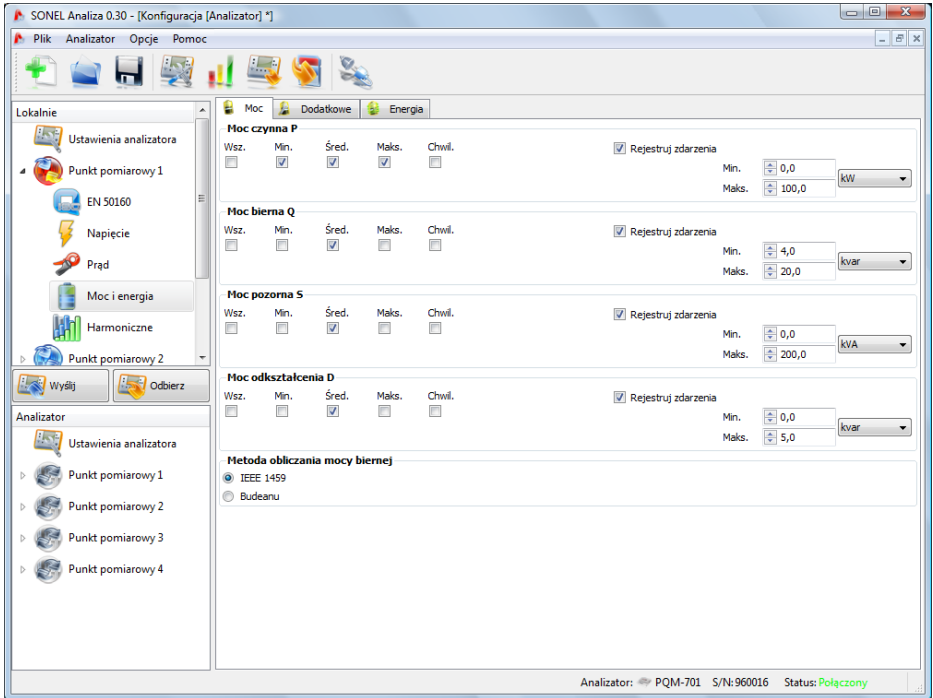 SONEL Analiza 0.30 - [Konfiguracja [Analizator] *]
Plik Analizator Opcje Pomoc
Lokalnie
Ustawienia analizatora
Punkt pomiarowy 1
EN 50160
Napięcie
Prąd
Moc i energia
Harmoniczne
Punkt pomiarowy 2
Wyślij Odbierz
Analizator
Ustawienia analizatora
Punkt pomiarowy 1
Punkt pomiarowy 2
Punkt pomiarowy 3
Punkt pomiarowy 4
Moc Dodatkowe Energia
Moc czynna P
Wsz. Min. Śred. Maks. Chwil. Rejestruj zdarzenia
Min. 0,0 kW
Maks. 100,0
Moc bierna Q
Wsz. Min. Śred. Maks. Chwil. Rejestruj zdarzenia
Min. 4,0 kvar
Maks. 20,0
Moc pozorna S
Wsz. Min. Śred. Maks. Chwil. Rejestruj zdarzenia
Min. 0,0 kVA
Maks. 200,0
Moc odkształcenia D
Wsz. Min. Śred. Maks. Chwil. Rejestruj zdarzenia
Min. 0,0 kvar
Maks. 5,0
Metoda obliczania mocy biernej
IEEE 1459
Budeanu
Analizator: PQM-701 S/N: 960016 Status: Połączony